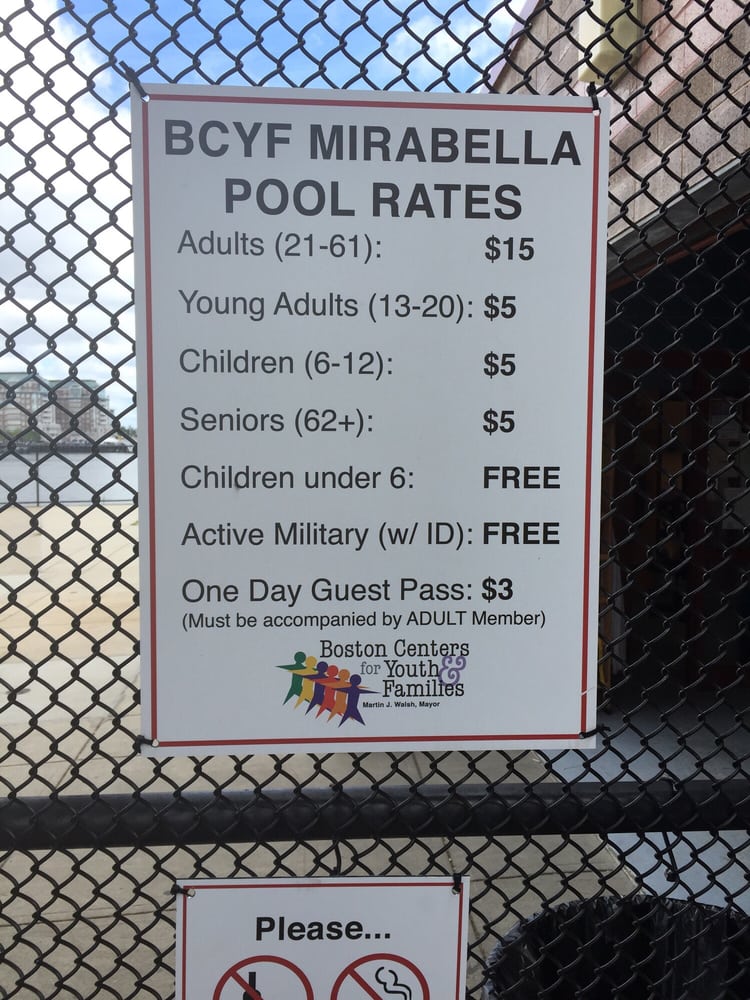 BCYF MIRABELLA
POOL RATES
Adults (21-61): $15
Young Adults (13-20): $5
Children (6-12): $5
Seniors (62+): $5
Children under 6: FREE
Active Military (w/ ID): FREE
One Day Guest Pass: $3
(Must be accompanied by ADULT Member)
Boston Centers
for Youth &
Families
Martin J. Walsh, Mayor
Please...